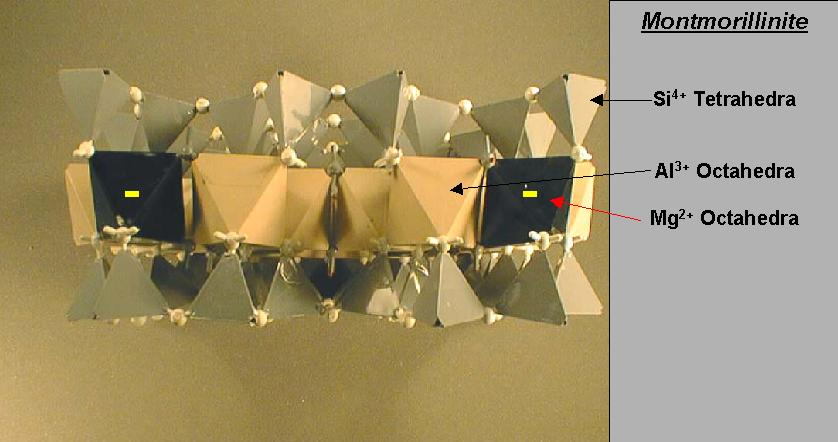 Montmorillinite
Si⁴⁺ Tetrahedra
Al³⁺ Octahedra
Mg²⁺ Octahedra